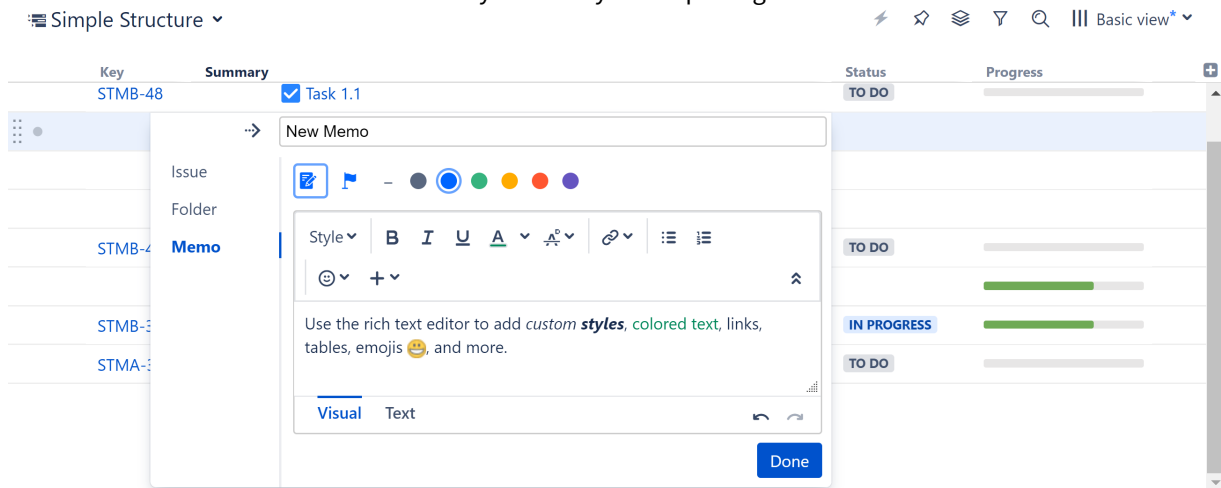 Simple Structure
Basic view*
Key Summary Status Progress
STMB-48 Task 1.1 TO DO
New Memo
Issue
Folder
Memo
Style B I U A
STMB-4 TO DO
Use the rich text editor to add custom styles, colored text, links,
tables, emojis 😀, and more.
STMB-3 IN PROGRESS
STMA-3 TO DO
Visual Text
Done